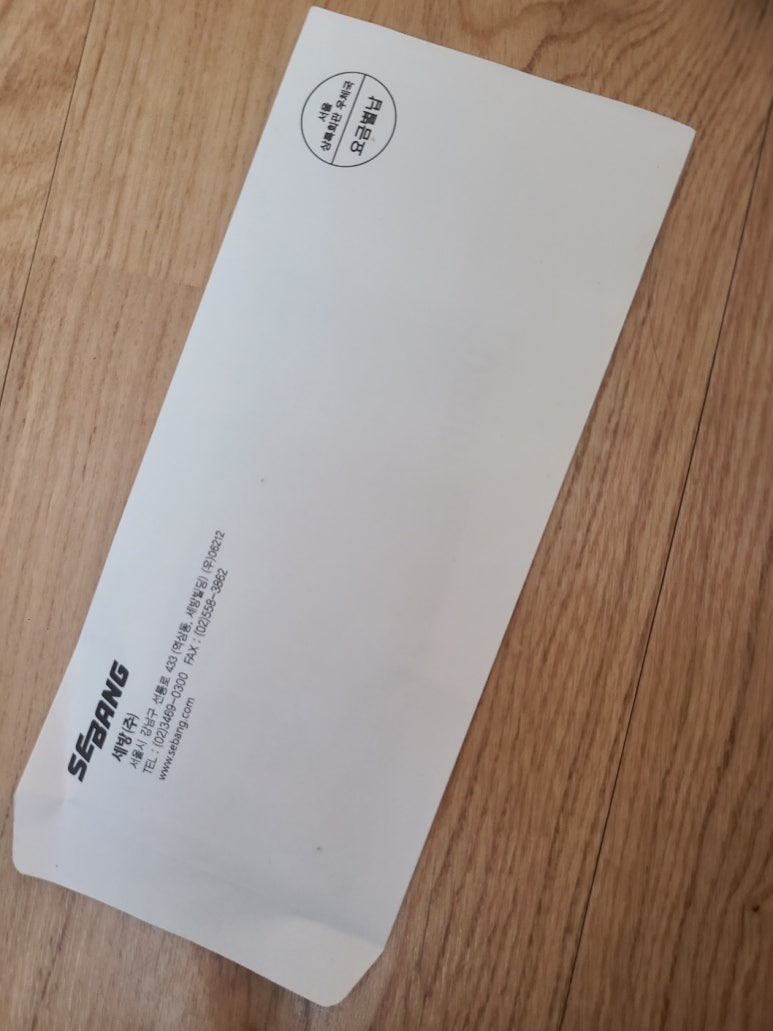 SEBANG
세방(주)
서울시 강남구 선릉로 433 (역삼동, 세방빌딩) (우)06212
TEL : (02)3469-0300 FAX : (02)558-3862
www.sebang.com
서울
상록회관 우체국
요금별납